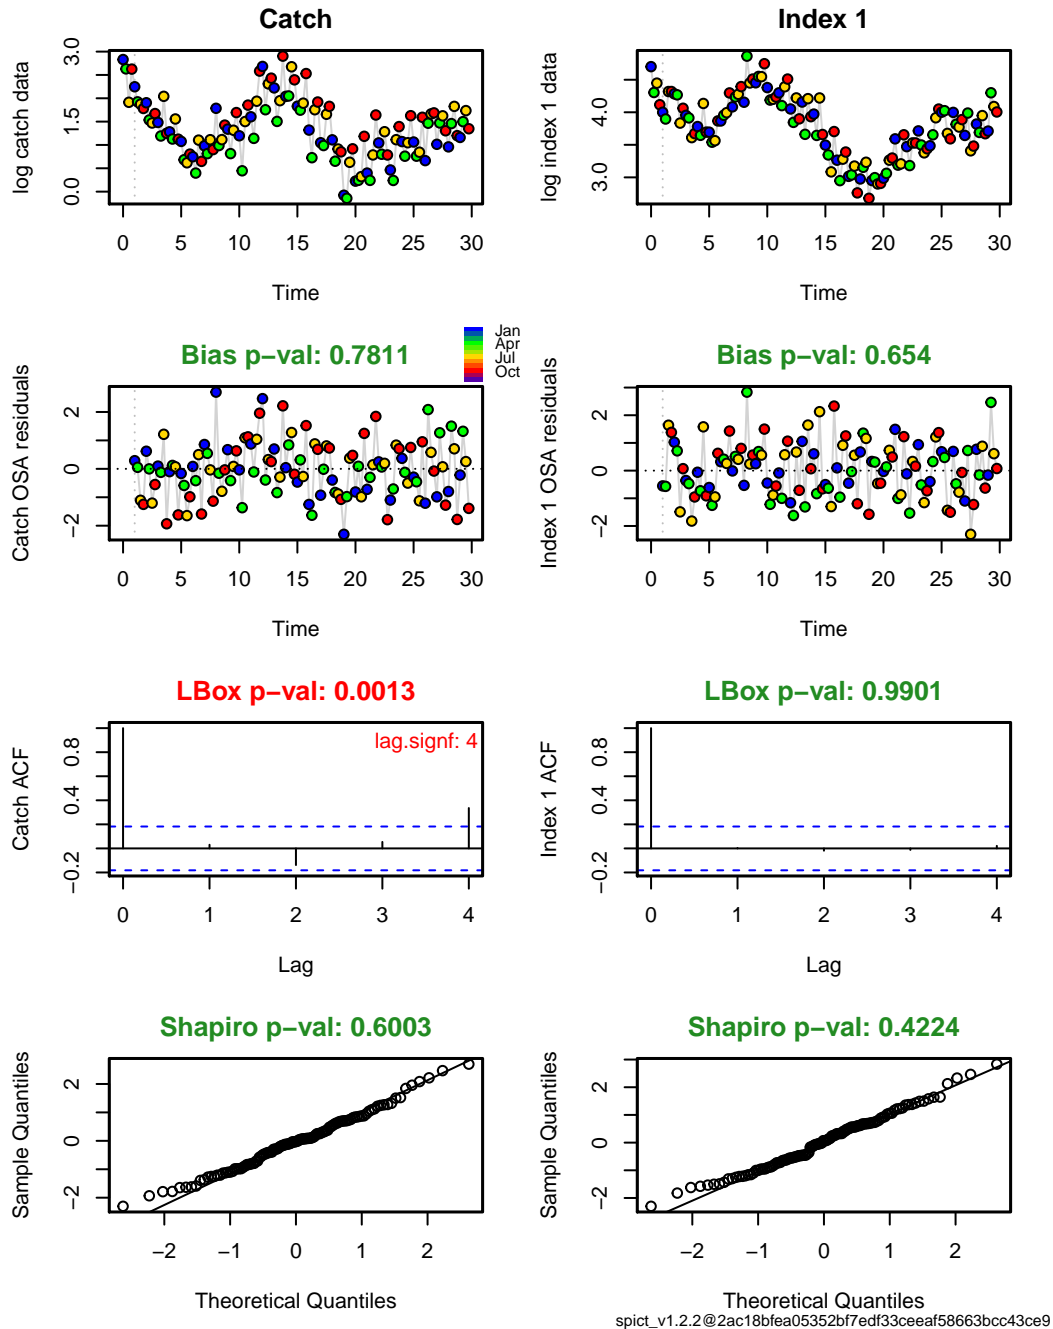 Catch
log catch data
0.0 1.5 3.0
0 5 10 15 20 25 30
Time
Index 1
log index 1 data
3.0 4.0
0 5 10 15 20 25 30
Time
Bias p−val: 0.7811
Jan
Apr
Jul
Oct
Catch OSA residuals
−2 0 2
0 5 10 15 20 25 30
Time
Bias p−val: 0.654
Index 1 OSA residuals
−2 0 2
0 5 10 15 20 25 30
Time
LBox p−val: 0.0013
lag.signf: 4
Catch ACF
−0.2 0.4 0.8
0 1 2 3 4
Lag
LBox p−val: 0.9901
Index 1 ACF
−0.2 0.4 0.8
0 1 2 3 4
Lag
Shapiro p−val: 0.6003
Sample Quantiles
−2 0 2
−2 −1 0 1 2
Theoretical Quantiles
Shapiro p−val: 0.4224
Sample Quantiles
−2 0 2
−2 −1 0 1 2
Theoretical Quantiles
spict_v1.2.2@2ac18bfea05352bf7edf33ceeaf58663bcc43ce9